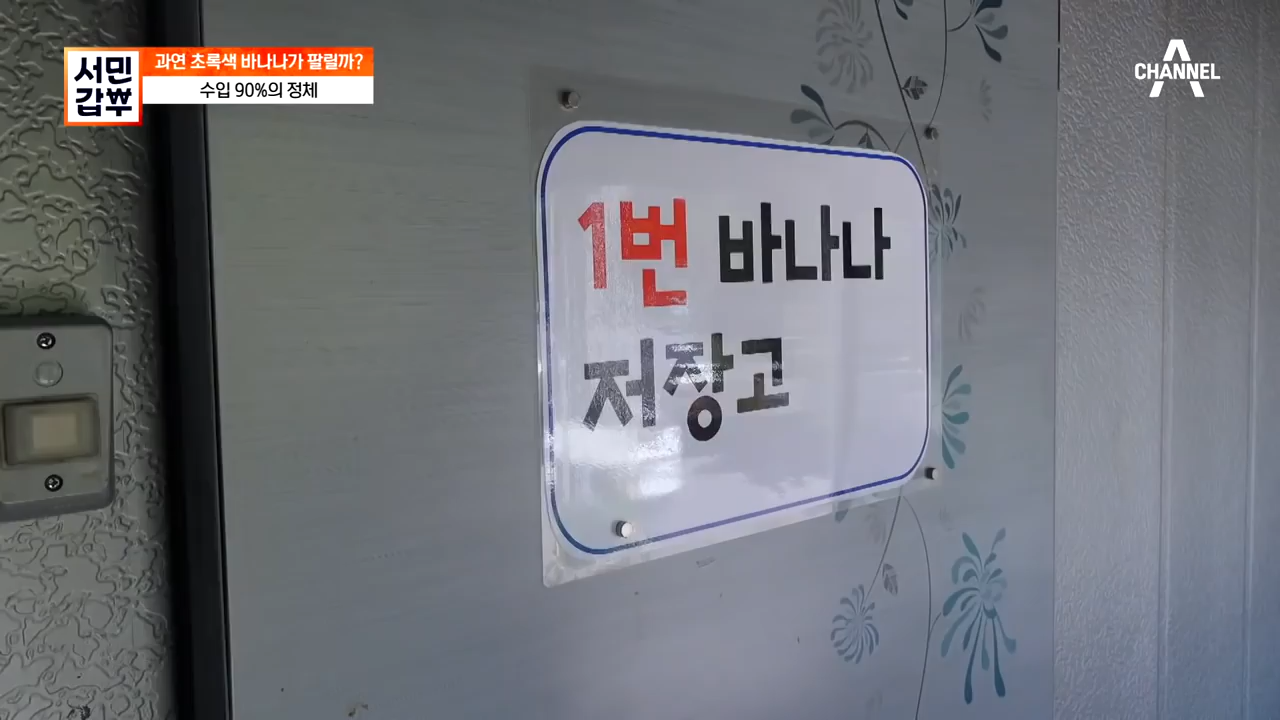 서민
갑부
과연 초록색 바나나가 팔릴까?
수입 90%의 정체
CHANNEL A
1번 바나나
저장고